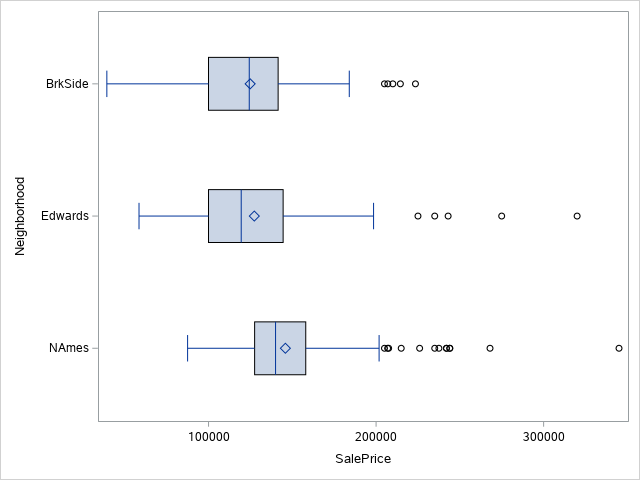 Neighborhood
BrkSide
Edwards
NAmes
100000 200000 300000
SalePrice